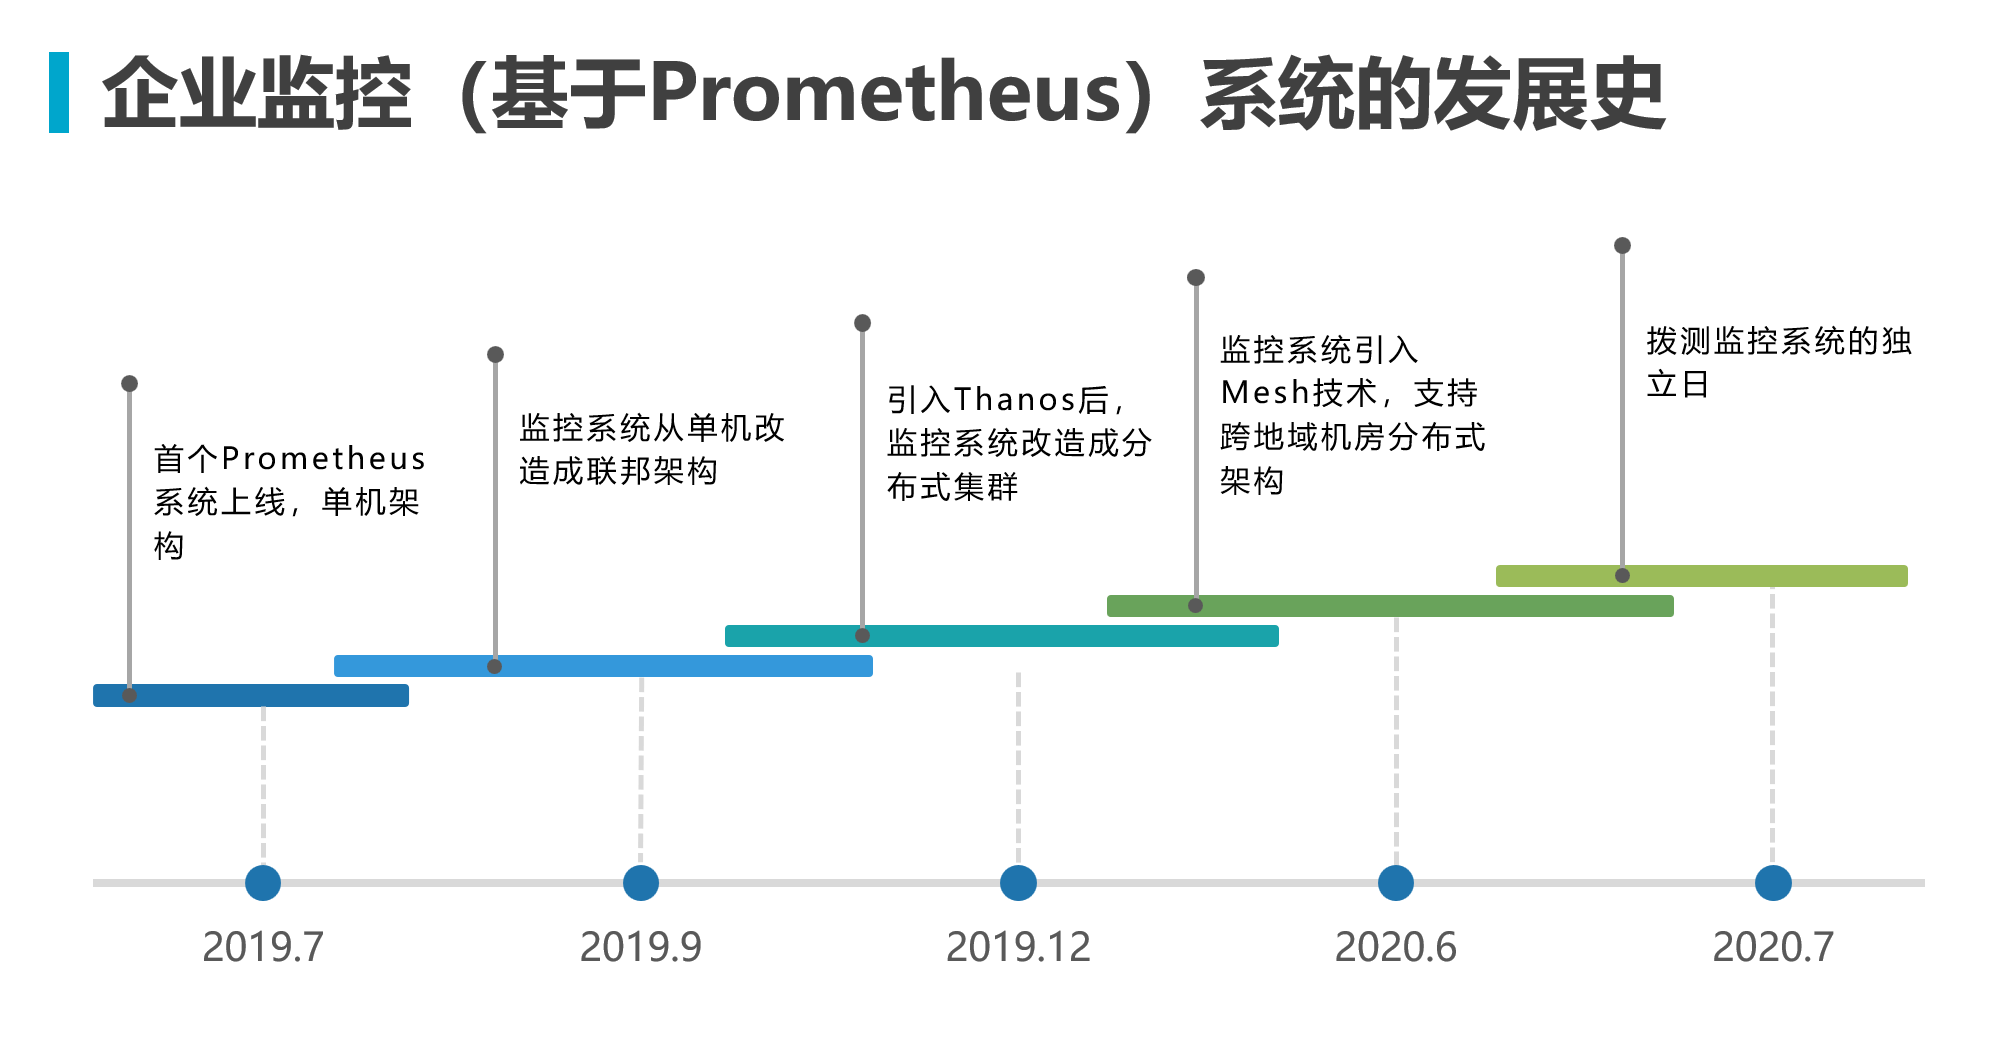 企业监控（基于Prometheus）系统的发展史
首个Prometheus
系统上线，单机架
构
监控系统从单机改
造成联邦架构
引入Thanos后，
监控系统改造成分
布式集群
监控系统引入
Mesh技术，支持
跨地域机房分布式
架构
拨测监控系统的独
立日
2019.7
2019.9
2019.12
2020.6
2020.7